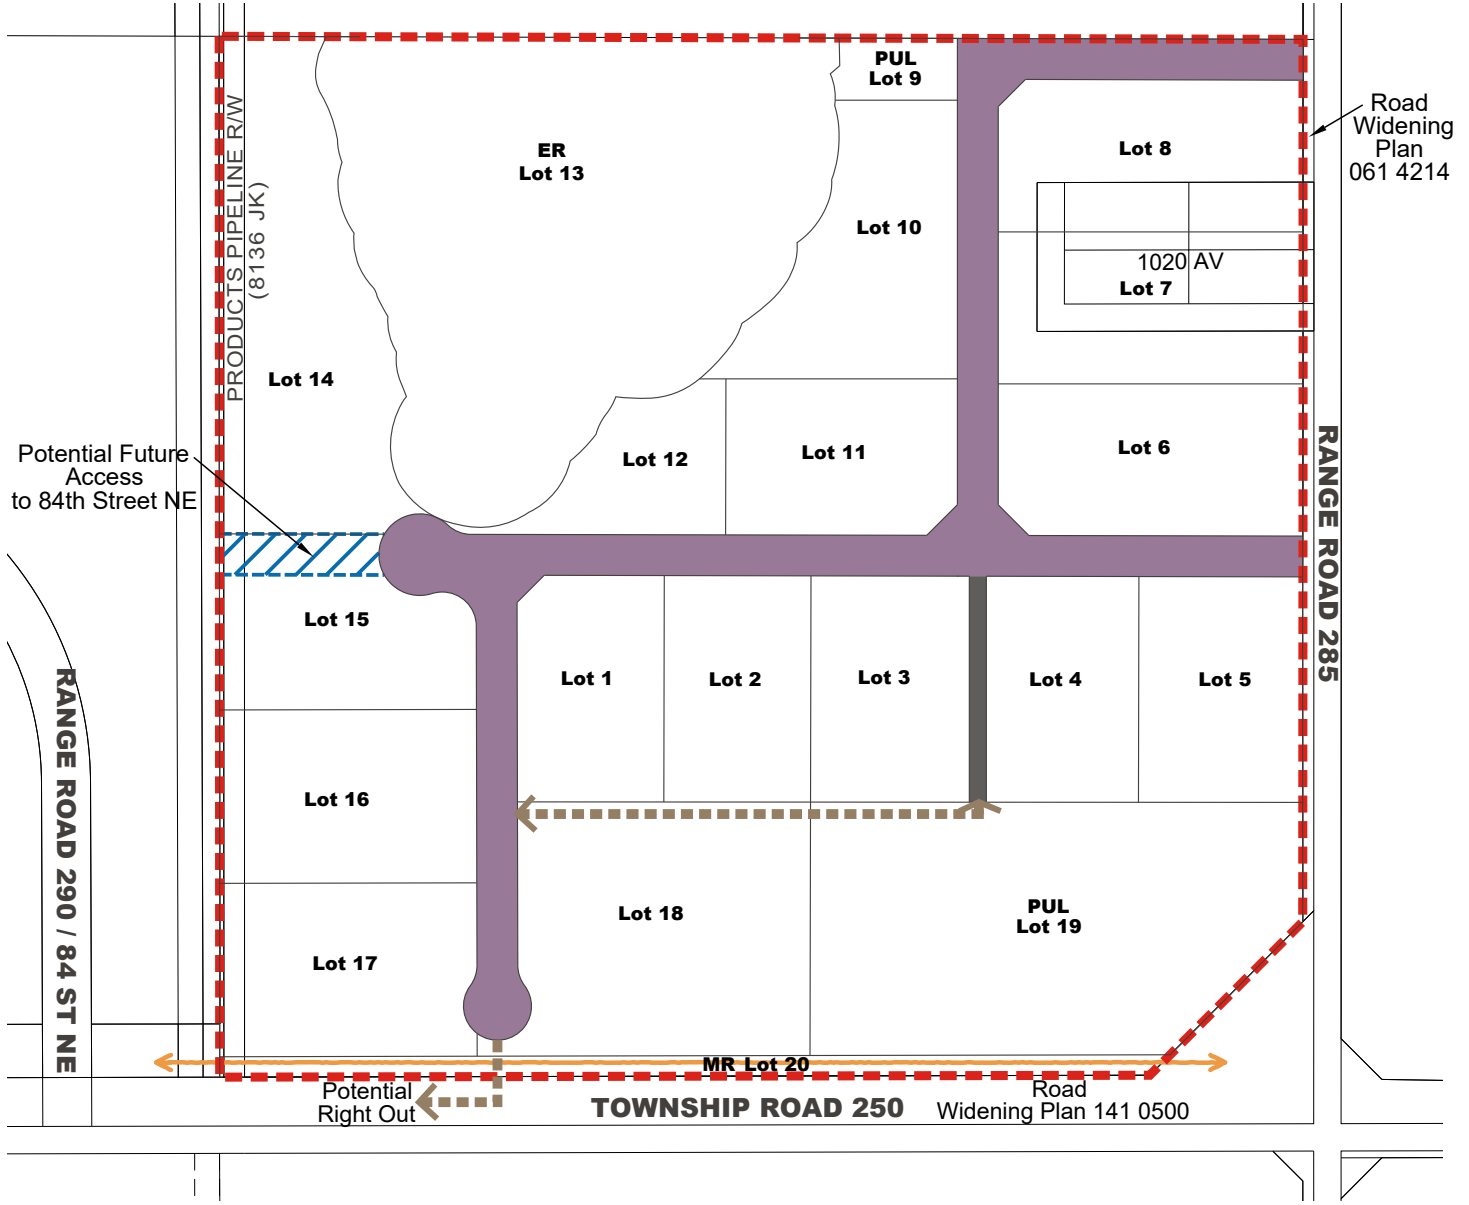 PUL
Lot 9
Road
Widening
Plan
061 4214
ER
Lot 13
Lot 8
PRODUCTS PIPELINE R/W
(8136 JK)
Lot 10
1020 AV
Lot 7
Lot 14
Potential Future
Access
to 84th Street NE
Lot 12
Lot 11
Lot 6
RANGE ROAD 285
Lot 15
Lot 1
Lot 2
Lot 3
Lot 4
Lot 5
RANGE ROAD 290 / 84 ST NE
Lot 16
Lot 18
PUL
Lot 19
Lot 17
MR Lot 20
Potential
Right Out
TOWNSHIP ROAD 250
Road
Widening Plan 141 0500